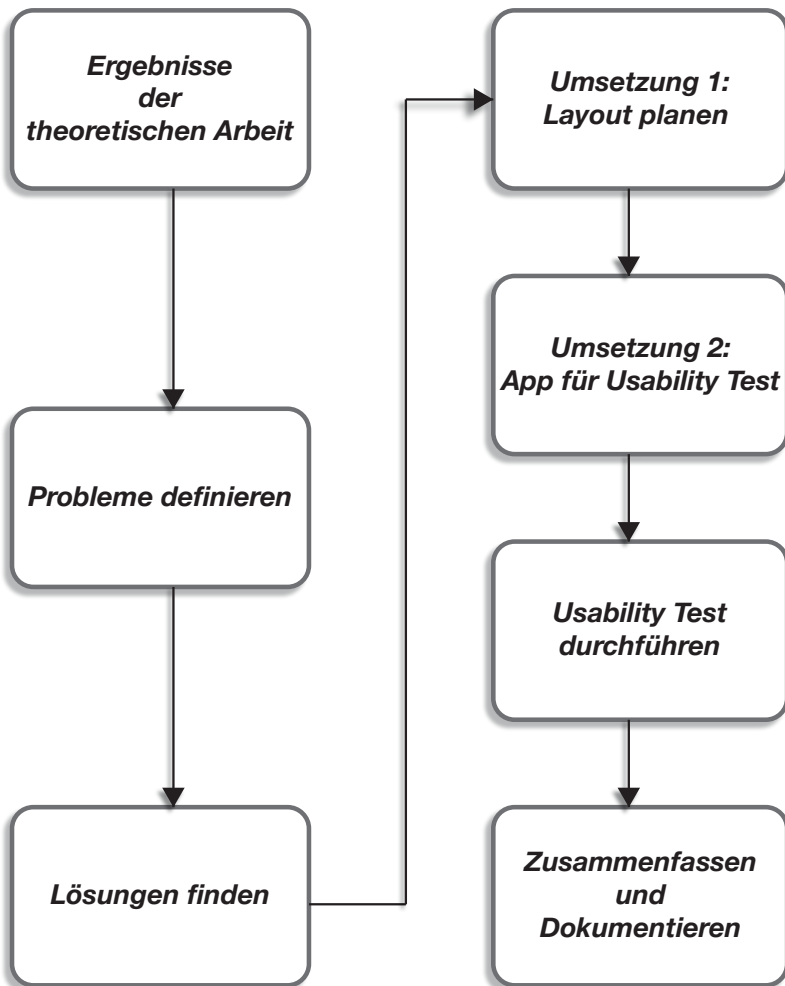 Ergebnisse
der
theoretischen Arbeit
Probleme definieren
Lösungen finden
Umsetzung 1:
Layout planen
Umsetzung 2:
App für Usability Test
Usability Test
durchführen
Zusammenfassen
und
Dokumentieren